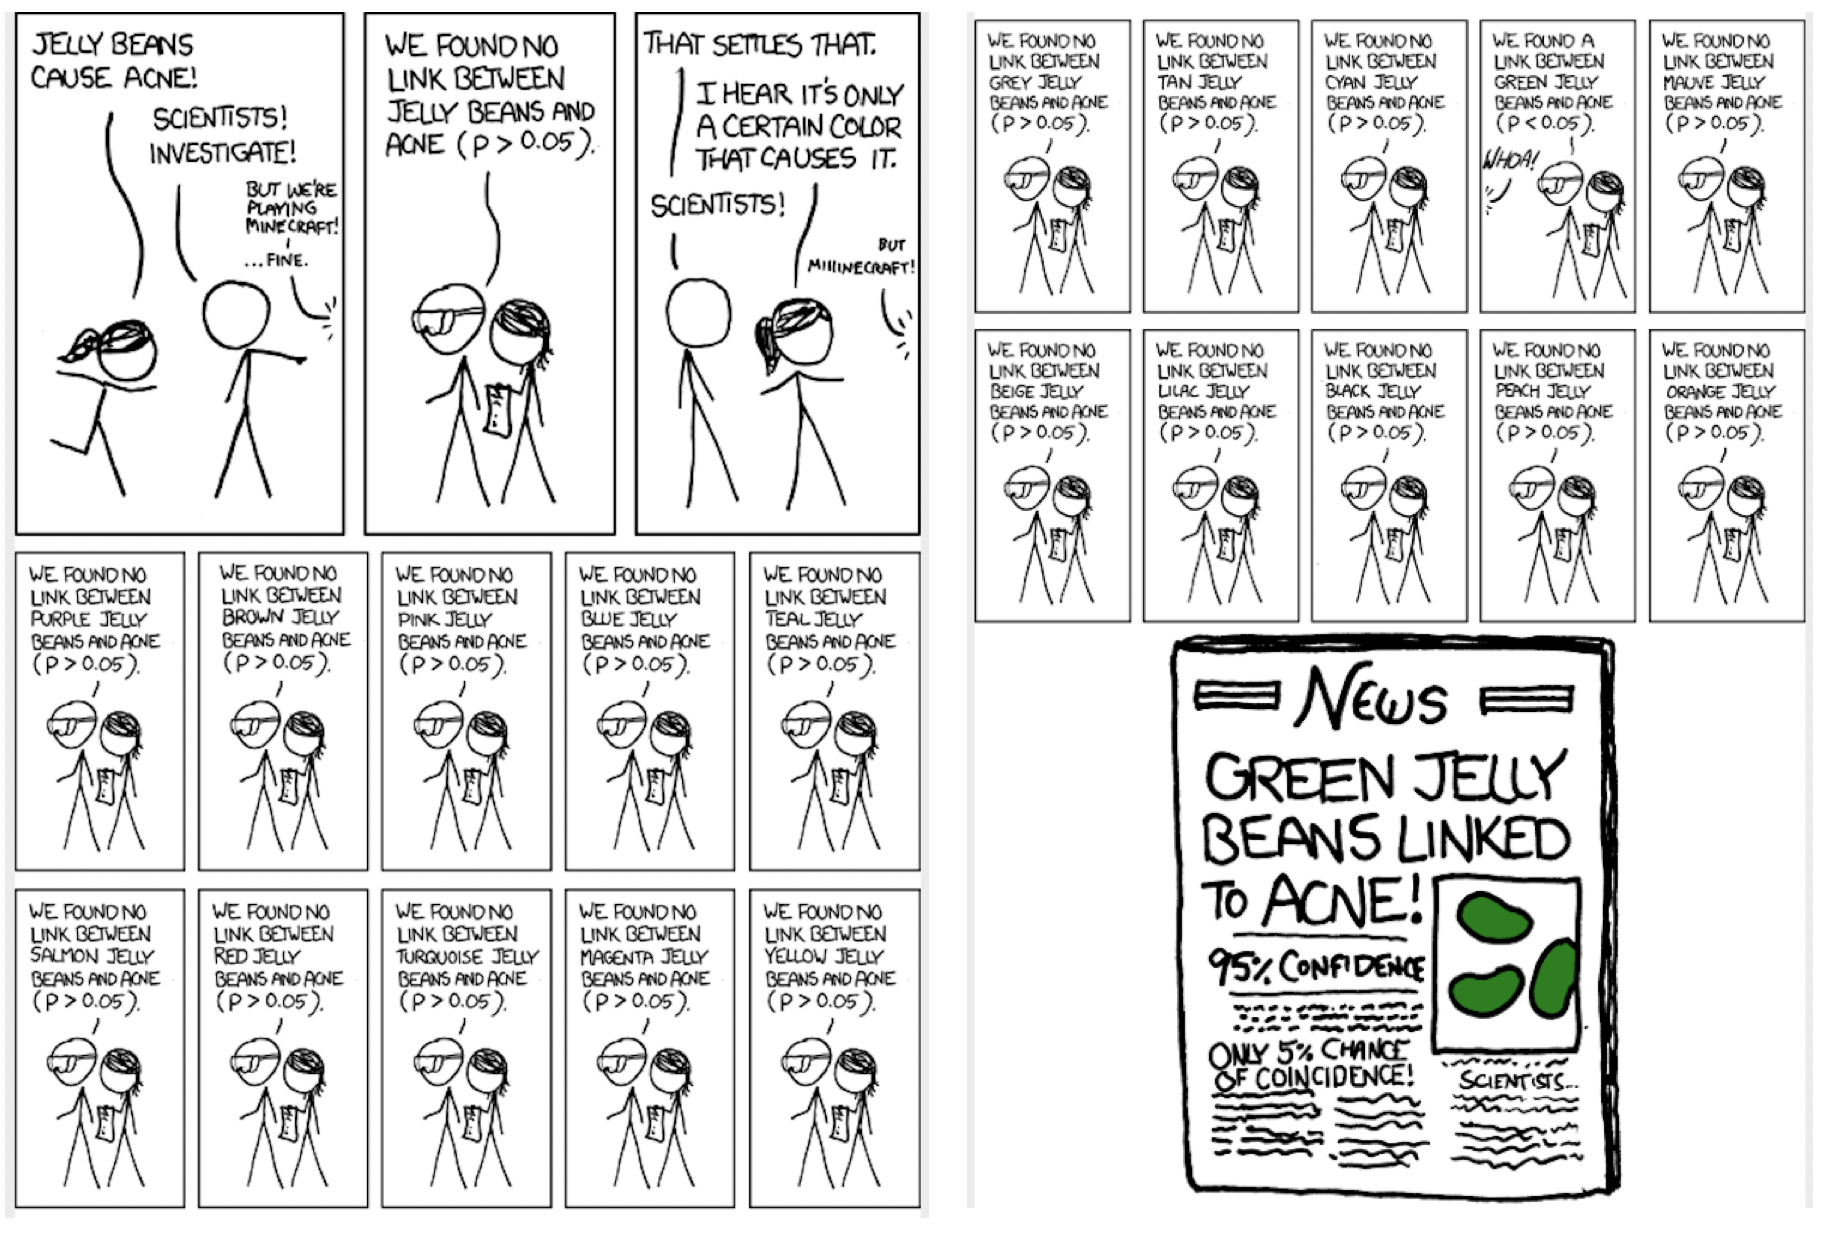 JELLY BEANS
CAUSE ACNE!
SCIENTISTS!
INVESTIGATE!
BUT WE'RE
PLAYING
MINECRAFT!
...FINE.
WE FOUND NO
LINK BETWEEN
JELLY BEANS AND
ACNE (P > 0.05).
THAT SETTLES THAT.
I HEAR IT'S ONLY
A CERTAIN COLOR
THAT CAUSES IT.
SCIENTISTS!
BUT
MIIIINECRAFT!
WE FOUND NO
LINK BETWEEN
PURPLE JELLY
BEANS AND ACNE
(P > 0.05).
WE FOUND NO
LINK BETWEEN
BROWN JELLY
BEANS AND ACNE
(P > 0.05).
WE FOUND NO
LINK BETWEEN
PINK JELLY
BEANS AND ACNE
(P > 0.05).
WE FOUND NO
LINK BETWEEN
BLUE JELLY
BEANS AND ACNE
(P > 0.05).
WE FOUND NO
LINK BETWEEN
TEAL JELLY
BEANS AND ACNE
(P > 0.05).
WE FOUND NO
LINK BETWEEN
SALMON JELLY
BEANS AND ACNE
(P > 0.05).
WE FOUND NO
LINK BETWEEN
RED JELLY
BEANS AND ACNE
(P > 0.05).
WE FOUND NO
LINK BETWEEN
TURQUOISE JELLY
BEANS AND ACNE
(P > 0.05).
WE FOUND NO
LINK BETWEEN
MAGENTA JELLY
BEANS AND ACNE
(P > 0.05).
WE FOUND NO
LINK BETWEEN
YELLOW JELLY
BEANS AND ACNE
(P > 0.05).
WE FOUND NO
LINK BETWEEN
GREY JELLY
BEANS AND ACNE
(P > 0.05).
WE FOUND NO
LINK BETWEEN
TAN JELLY
BEANS AND ACNE
(P > 0.05).
WE FOUND NO
LINK BETWEEN
CYAN JELLY
BEANS AND ACNE
(P > 0.05).
WE FOUND A
LINK BETWEEN
GREEN JELLY
BEANS AND ACNE
(P < 0.05).
WHOA!
WE FOUND NO
LINK BETWEEN
MAUVE JELLY
BEANS AND ACNE
(P > 0.05).
WE FOUND NO
LINK BETWEEN
BEIGE JELLY
BEANS AND ACNE
(P > 0.05).
WE FOUND NO
LINK BETWEEN
LILAC JELLY
BEANS AND ACNE
(P > 0.05).
WE FOUND NO
LINK BETWEEN
BLACK JELLY
BEANS AND ACNE
(P > 0.05).
WE FOUND NO
LINK BETWEEN
PEACH JELLY
BEANS AND ACNE
(P > 0.05).
WE FOUND NO
LINK BETWEEN
ORANGE JELLY
BEANS AND ACNE
(P > 0.05).
NEWS
GREEN JELLY
BEANS LINKED
TO ACNE!
95% CONFIDENCE
ONLY 5% CHANCE
OF COINCIDENCE!
SCIENTISTS...